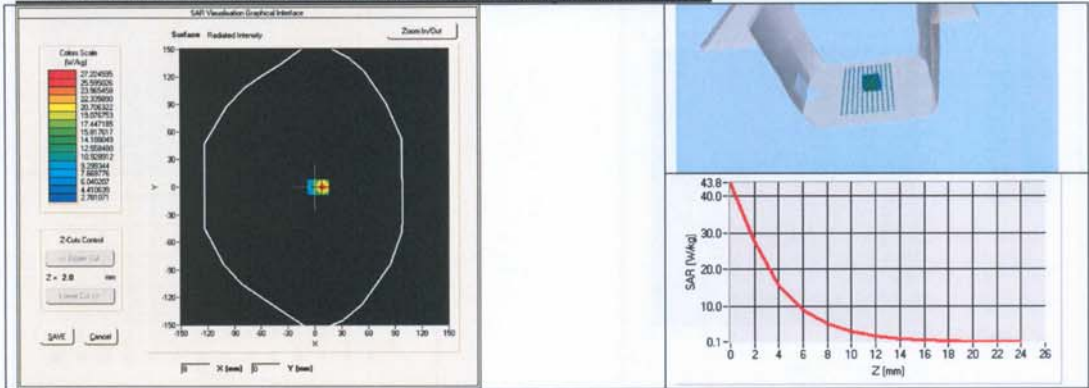 SAR Visualisation Graphical Interface
Surface Radiated Intensity
Zoom In/Out
Colors Scale
(W/kg)
27.224935
25.595026
23.965458
22.335890
20.706322
19.076753
17.447185
15.817617
14.188049
12.558480
10.928912
9.299344
7.669776
6.040207
4.410639
2.781071
150
120
90
60
30
0
-30
-60
-90
-120
-150
Y
-150 -120 -90 -60 -30 0 30 60 90 120 150
X
Z-Cuts Control
Z = 2.0 mm
SAVE Cancel
8 X (mm) 0 Y (mm)
43.8
40.0
30.0
20.0
10.0
0.1
SAR (W/kg)
0 2 4 6 8 10 12 14 16 18 20 22 24 26
Z (mm)